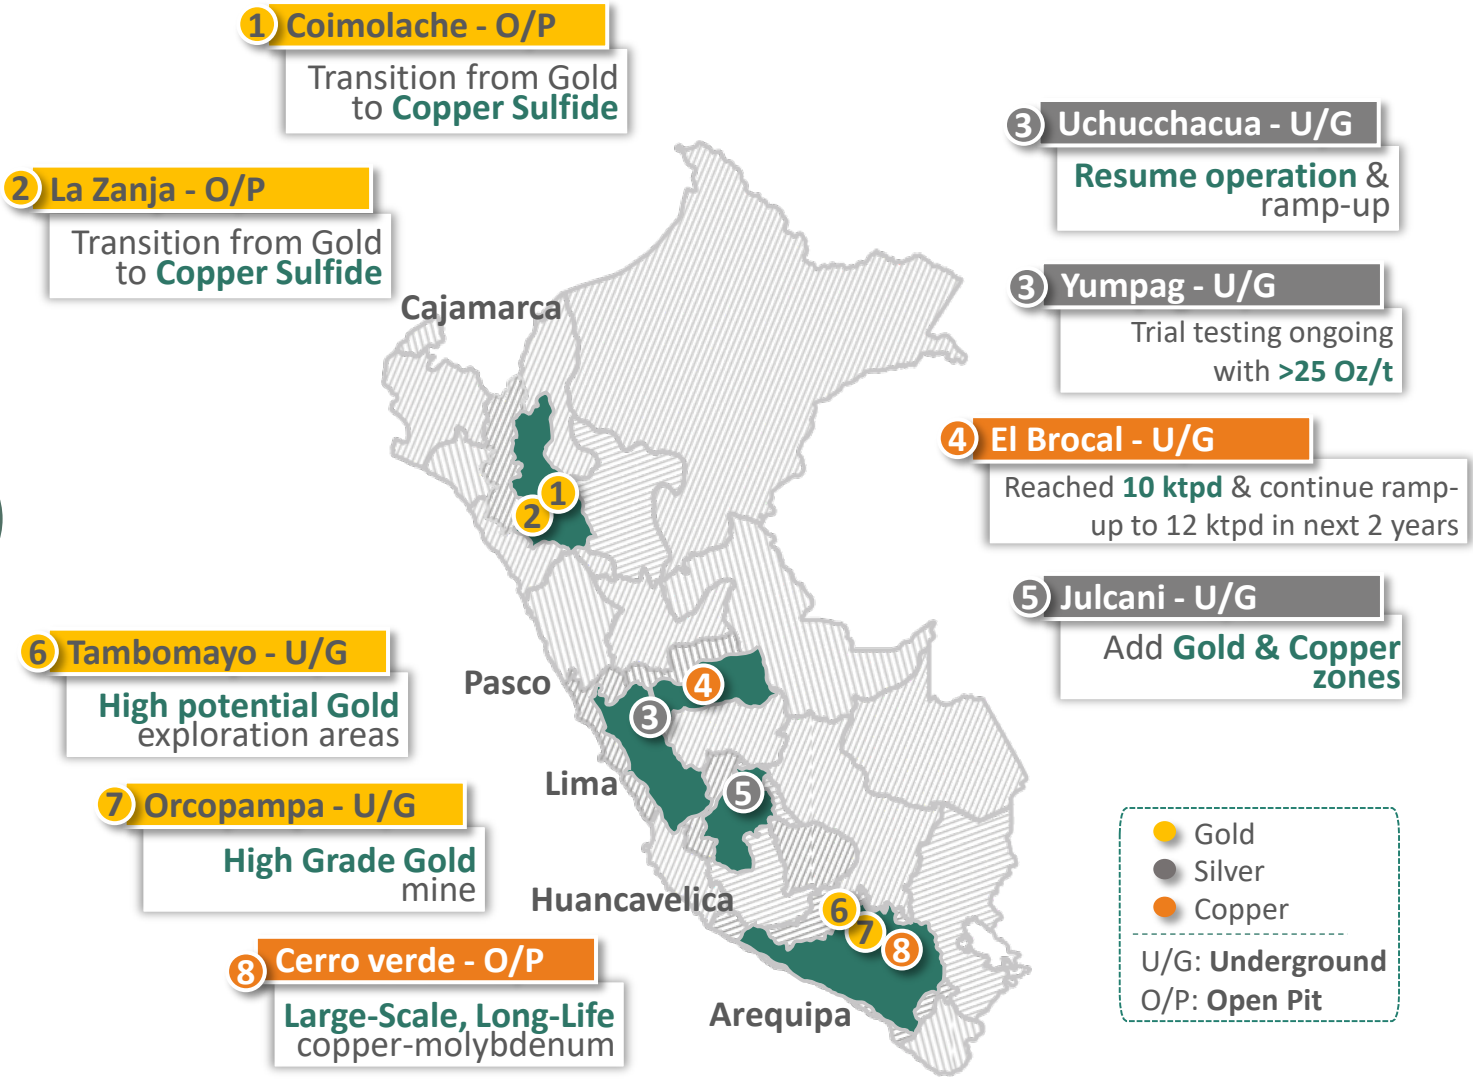 1 Coimolache - O/P
Transition from Gold
to Copper Sulfide
2 La Zanja - O/P
Transition from Gold
to Copper Sulfide
3 Uchucchacua - U/G
Resume operation &
ramp-up
3 Yumpag - U/G
Trial testing ongoing
with >25 Oz/t
4 El Brocal - U/G
Reached 10 ktpd & continue ramp-
up to 12 ktpd in next 2 years
5 Julcani - U/G
Add Gold & Copper
zones
6 Tambomayo - U/G
High potential Gold
exploration areas
7 Orcopampa - U/G
High Grade Gold
mine
8 Cerro verde - O/P
Large-Scale, Long-Life
copper-molybdenum
Cajamarca
1
2
Pasco
4
3
Lima
5
Huancavelica
6
7
8
Arequipa
Gold
Silver
Copper
U/G: Underground
O/P: Open Pit